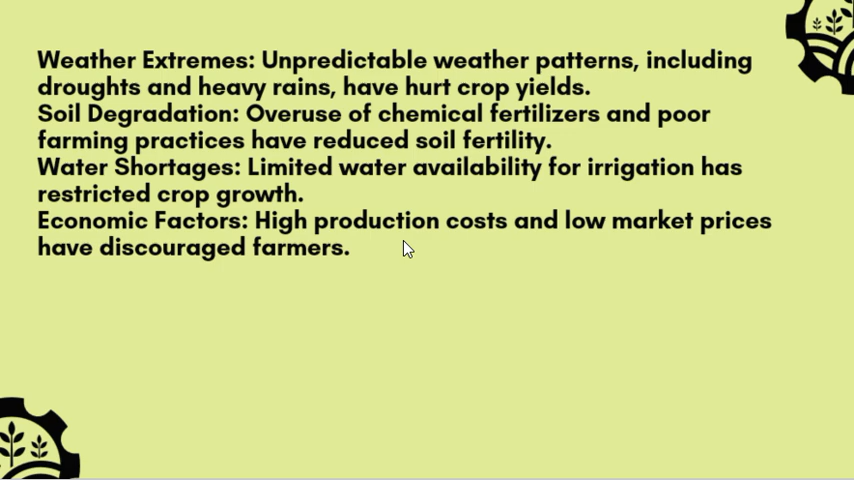 Weather Extremes: Unpredictable weather patterns, including
droughts and heavy rains, have hurt crop yields.
Soil Degradation: Overuse of chemical fertilizers and poor
farming practices have reduced soil fertility.
Water Shortages: Limited water availability for irrigation has
restricted crop growth.
Economic Factors: High production costs and low market prices
have discouraged farmers.